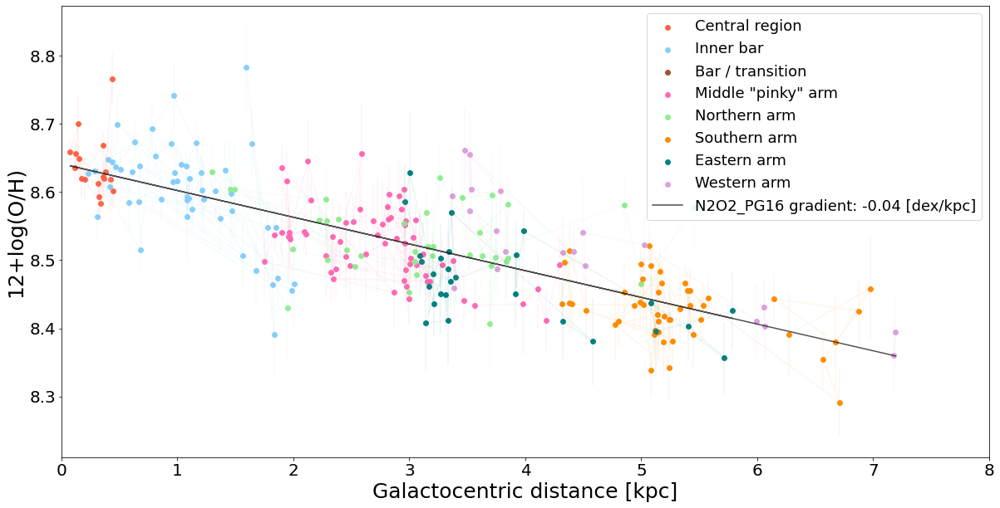 12+log(O/H)
8.8
8.7
8.6
8.5
8.4
8.3
Central region
Inner bar
Bar / transition
Middle "pinky" arm
Northern arm
Southern arm
Eastern arm
Western arm
N2O2_PG16 gradient: -0.04 [dex/kpc]
0 1 2 3 4 5 6 7 8
Galactocentric distance [kpc]